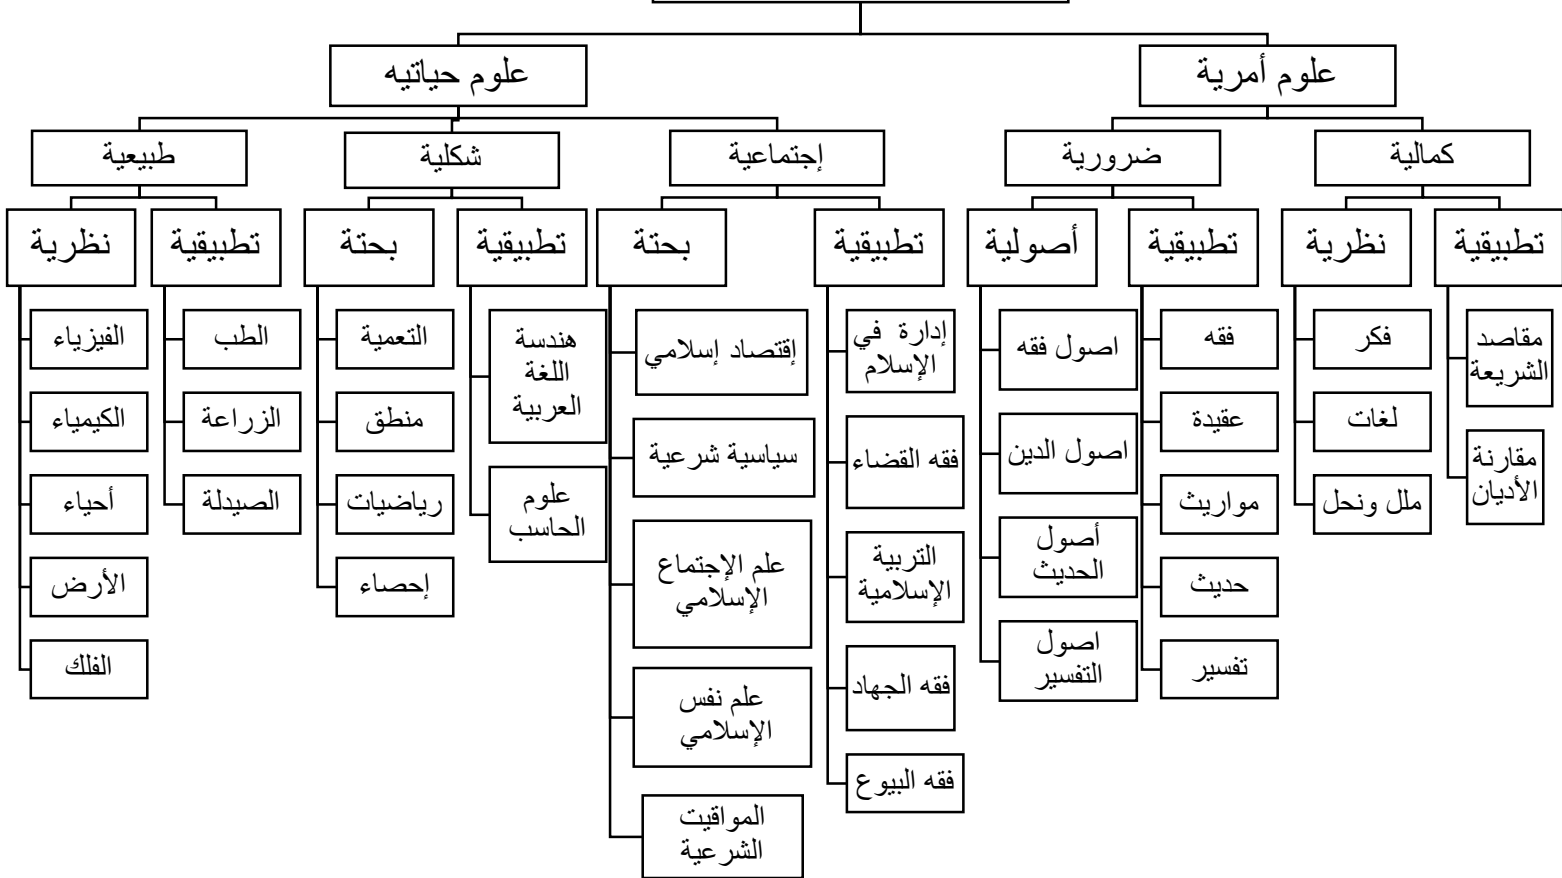 علوم أمرية
علوم حياتيه
كمالية
ضرورية
إجتماعية
شكلية
طبيعية
تطبيقية
نظرية
تطبيقية
أصولية
تطبيقية
بحتة
تطبيقية
بحتة
تطبيقية
نظرية
مقاصد
الشريعة
مقارنة
الأديان
فكر
لغات
ملل ونحل
فقه
عقيدة
مواريث
حديث
تفسير
اصول فقه
اصول الدين
أصول
الحديث
اصول
التفسير
إدارة في
الإسلام
فقه القضاء
التربية
الإسلامية
فقه الجهاد
فقه البيوع
إقتصاد إسلامي
سياسية شرعية
علم الإجتماع
الإسلامي
علم نفس
الإسلامي
المواقيت
الشرعية
هندسة
اللغة
العربية
علوم
الحاسب
التعمية
منطق
رياضيات
إحصاء
الطب
الزراعة
الصيدلة
الفيزياء
الكيمياء
أحياء
الأرض
الفلك